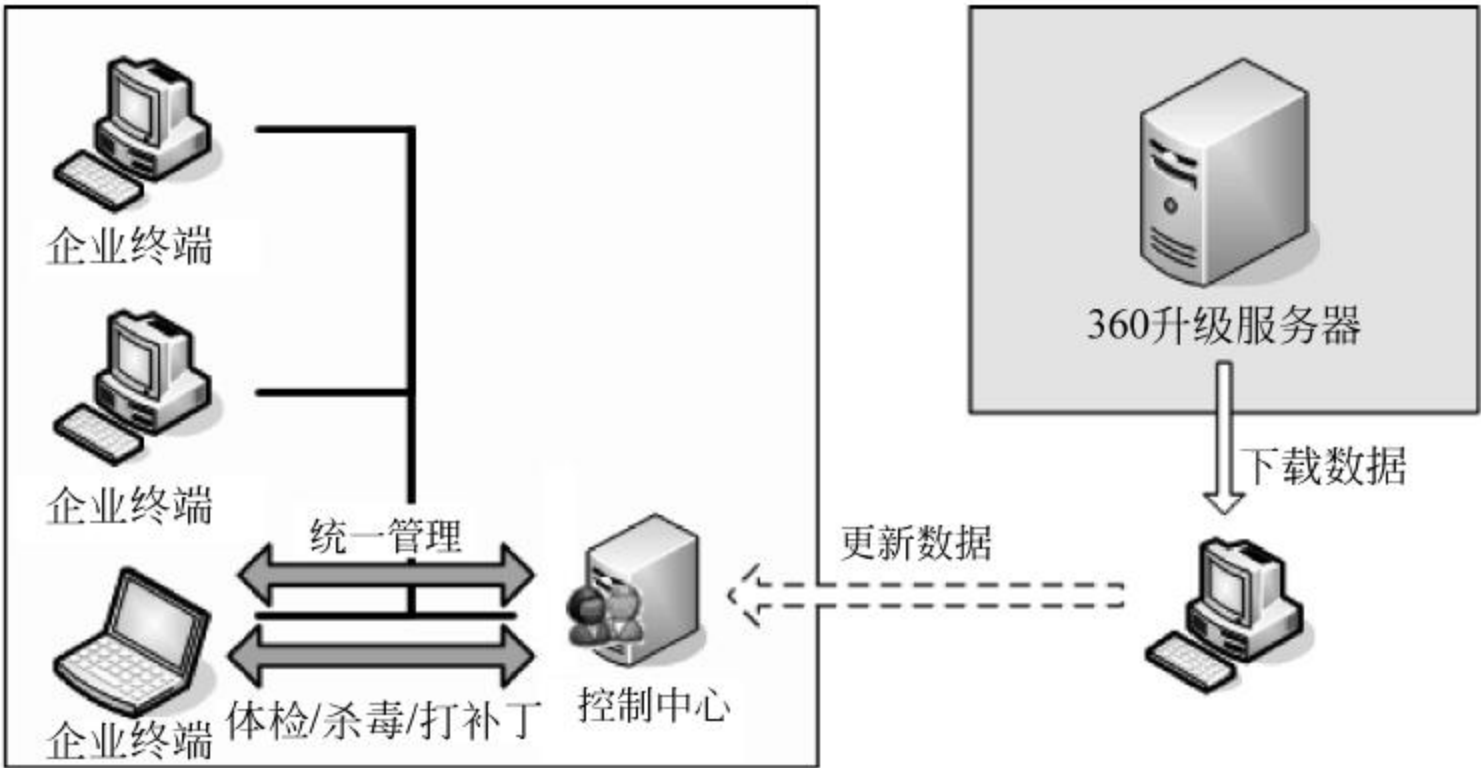 企业终端
360升级服务器
下载数据
企业终端
统一管理
更新数据
企业终端
体检/杀毒/打补丁
控制中心